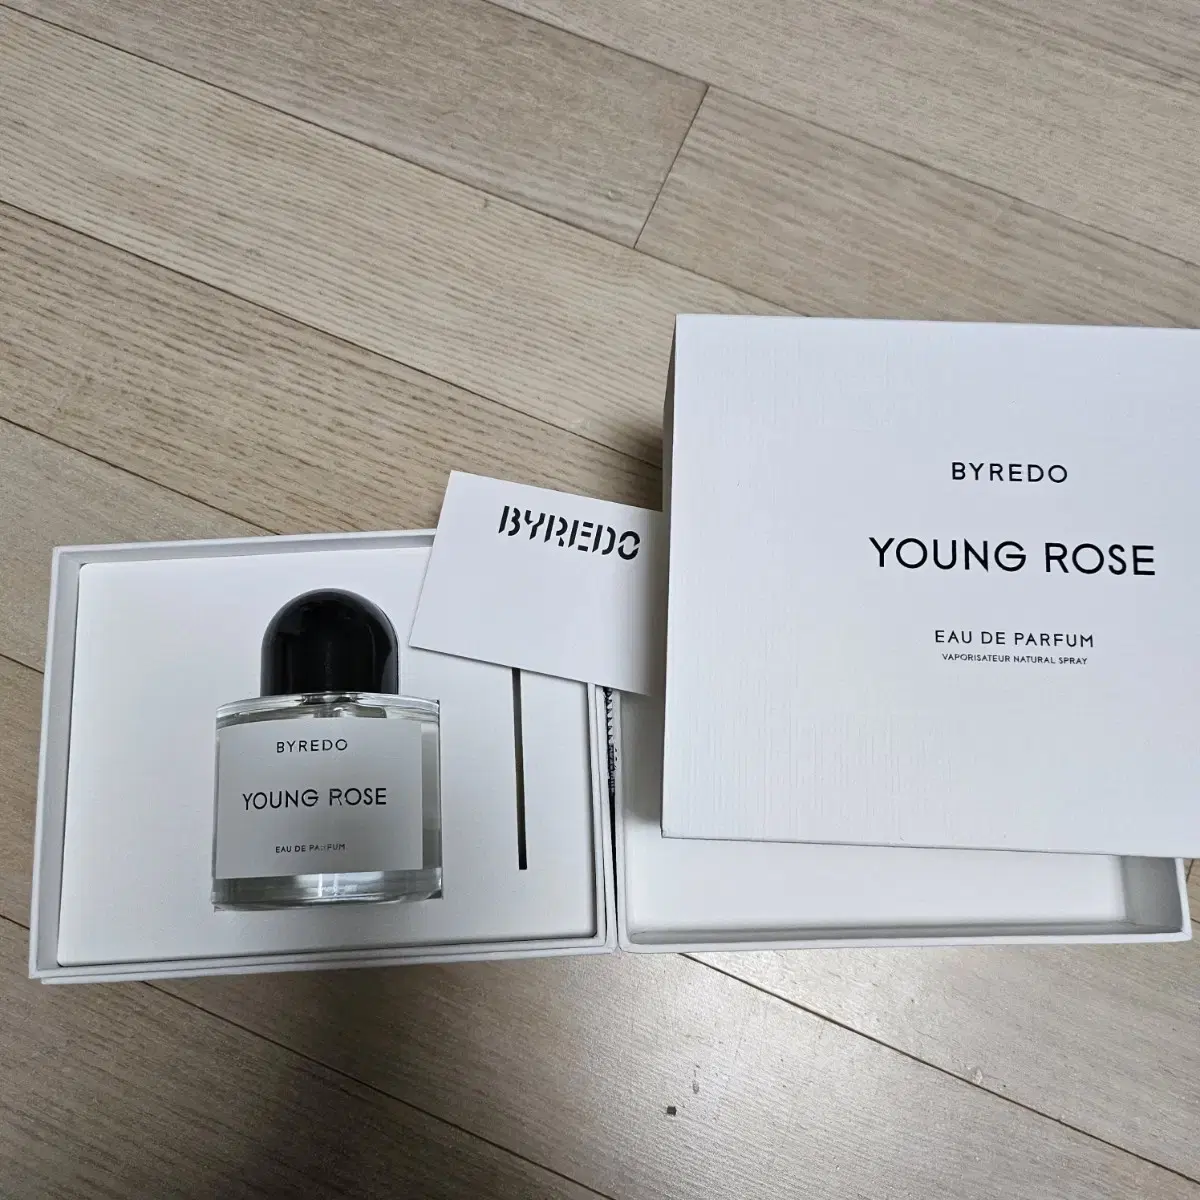 BYREDO
YOUNG ROSE
EAU DE PARFUM
BYREDO
BYREDO
YOUNG ROSE
EAU DE PARFUM
VAPORISATEUR NATURAL SPRAY